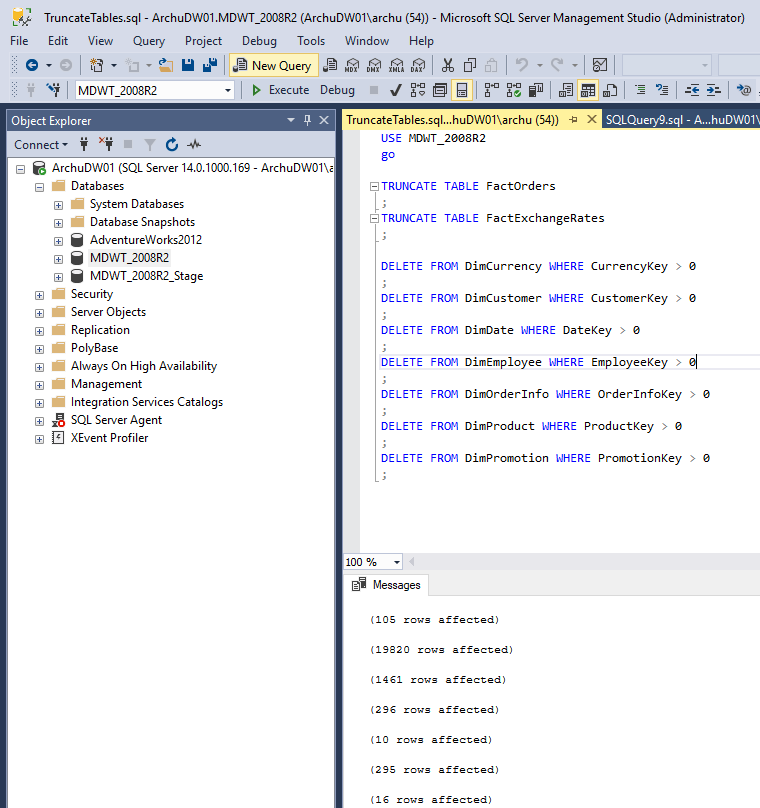 TruncateTables.sql - ArchuDW01.MDWT_2008R2 (ArchuDW01\archu (54)) - Microsoft SQL Server Management Studio (Administrator)
File Edit View Query Project Debug Tools Window Help
New Query MDX DMX XMLA DAX
MDWT_2008R2 Execute Debug
Object Explorer
Connect
ArchuDW01 (SQL Server 14.0.1000.169 - ArchuDW01\a
Databases
System Databases
Database Snapshots
AdventureWorks2012
MDWT_2008R2
MDWT_2008R2_Stage
Security
Server Objects
Replication
PolyBase
Always On High Availability
Management
Integration Services Catalogs
SQL Server Agent
XEvent Profiler
TruncateTables.sql...huDW01\archu (54)) SQLQuery9.sql - A...huDW01\
USE MDWT_2008R2
go
TRUNCATE TABLE FactOrders
;
TRUNCATE TABLE FactExchangeRates
;
DELETE FROM DimCurrency WHERE CurrencyKey > 0
;
DELETE FROM DimCustomer WHERE CustomerKey > 0
;
DELETE FROM DimDate WHERE DateKey > 0
;
DELETE FROM DimEmployee WHERE EmployeeKey > 0
;
DELETE FROM DimOrderInfo WHERE OrderInfoKey > 0
;
DELETE FROM DimProduct WHERE ProductKey > 0
;
DELETE FROM DimPromotion WHERE PromotionKey > 0
;
100 %
Messages
(105 rows affected)
(19820 rows affected)
(1461 rows affected)
(296 rows affected)
(10 rows affected)
(295 rows affected)
(16 rows affected)